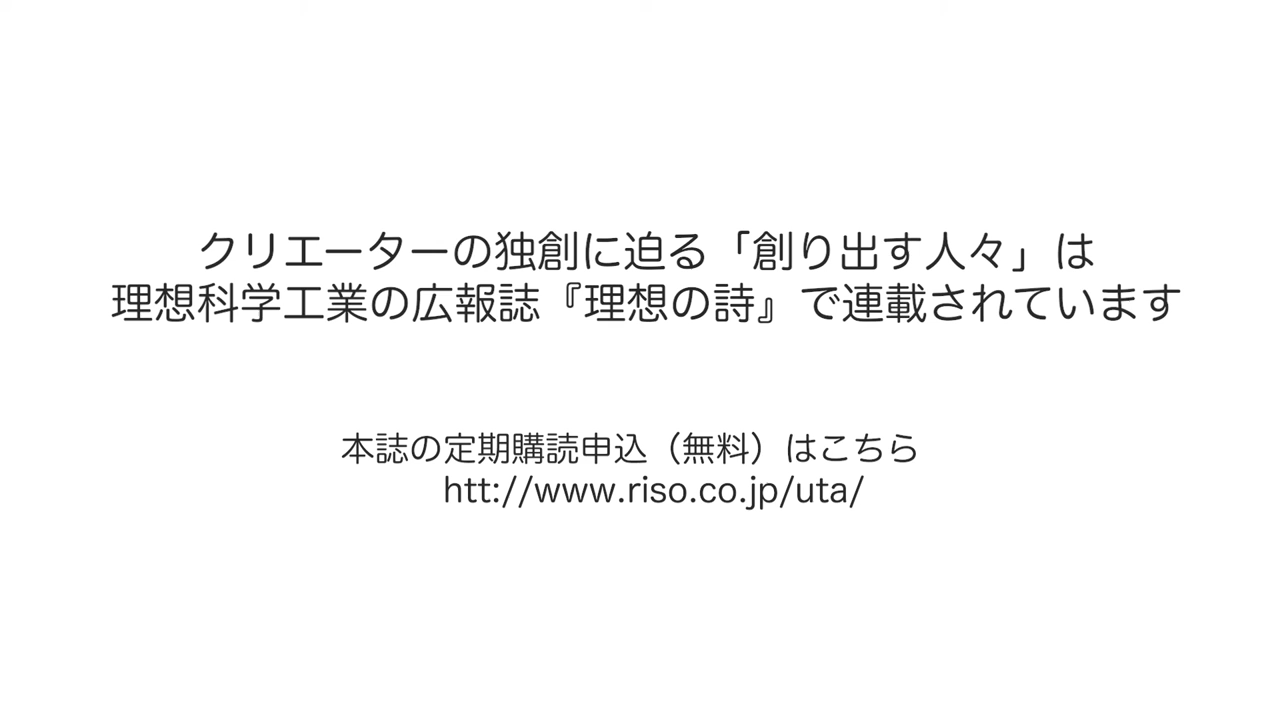 クリエーターの独創に迫る「創り出す人々」は
理想科学工業の広報誌『理想の詩』で連載されています
本誌の定期購読申込（無料）はこちら
htt://www.riso.co.jp/uta/